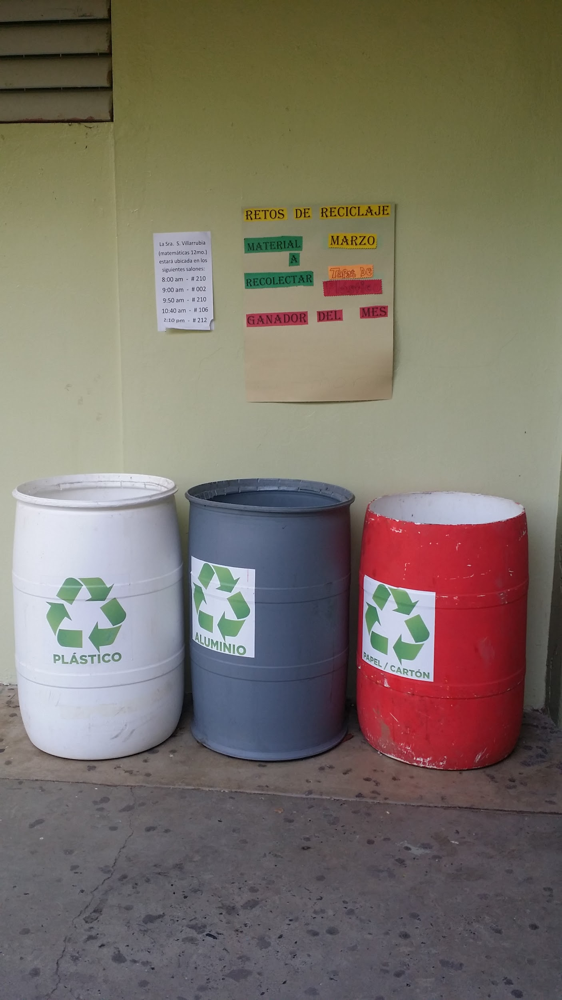 La Sra. S. Villarrubia
(matemáticas 12mo.)
estará ubicada en los
siguientes salones:
8:00 am - # 210
9:00 am - # 002
9:50 am - # 210
10:40 am - # 106
2:10 pm - # 212
RETOS DE RECICLAJE
MATERIAL
A
RECOLECTAR
MARZO
Tapas De
Plástico
GANADOR DEL MES
PLÁSTICO
ALUMINIO
PAPEL / CARTÓN